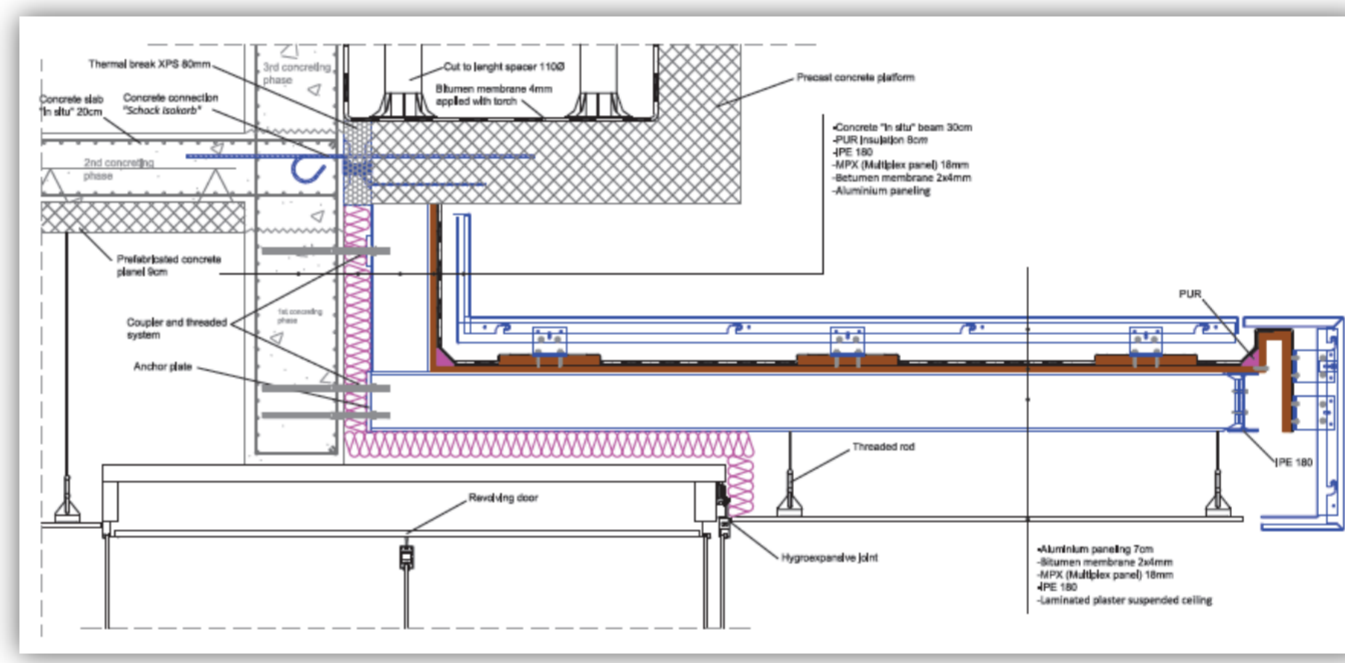 Thermal break XPS 80mm
3rd concreting
phase
Cut to lenght spacer 110Ø
Bitumen membrane 4mm
applied with torch
Precast concrete platform
Concrete slab
"in situ" 20cm
Concrete connection
"Schock isokorb"
2nd concreting
phase
-Concrete "in situ" beam 30cm
-PUR insulation 8cm
-IPE 180
-MPX (Multiplex panel) 18mm
-Betumen membrane 2x4mm
-Aluminium paneling
Prefabricated concrete
planel 9cm
Coupler and threaded
system
1st concreting
phase
Anchor plate
PUR
Threaded rod
IPE 180
Revolving door
Hygroexpansive joint
-Aluminium paneling 7cm
-Bitumen membrane 2x4mm
-MPX (Multiplex panel) 18mm
-IPE 180
-Laminated plaster suspended ceiling